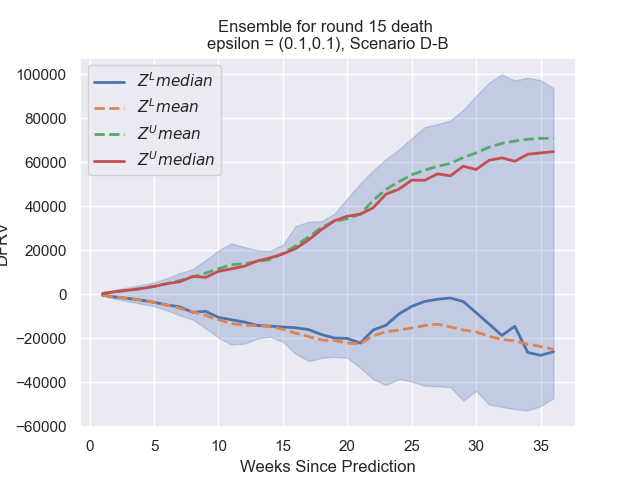 Ensemble for round 15 death
epsilon = (0.1,0.1), Scenario D-B
Z^L median
Z^L mean
Z^U mean
Z^U median
100000
80000
60000
40000
20000
0
−20000
−40000
−60000
0 5 10 15 20 25 30 35
Weeks Since Prediction